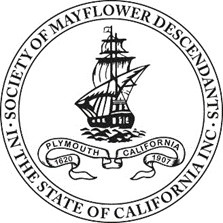 SOCIETY OF MAYFLOWER DESCENDANTS
IN THE STATE OF CALIFORNIA INC.
PLYMOUTH CALIFORNIA
1620 1907